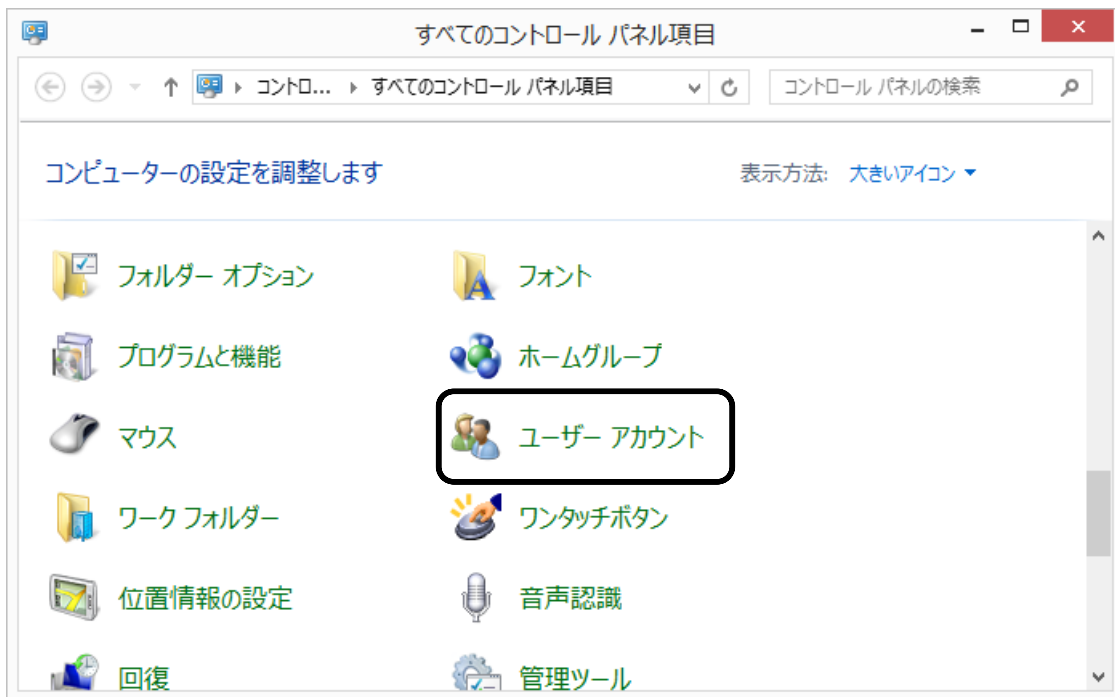 すべてのコントロール パネル項目
コントロ... すべてのコントロール パネル項目 コントロール パネルの検索
コンピューターの設定を調整します 表示方法: 大きいアイコン
フォルダー オプション フォント
プログラムと機能 ホームグループ
マウス ユーザー アカウント
ワーク フォルダー ワンタッチボタン
位置情報の設定 音声認識
回復 管理ツール